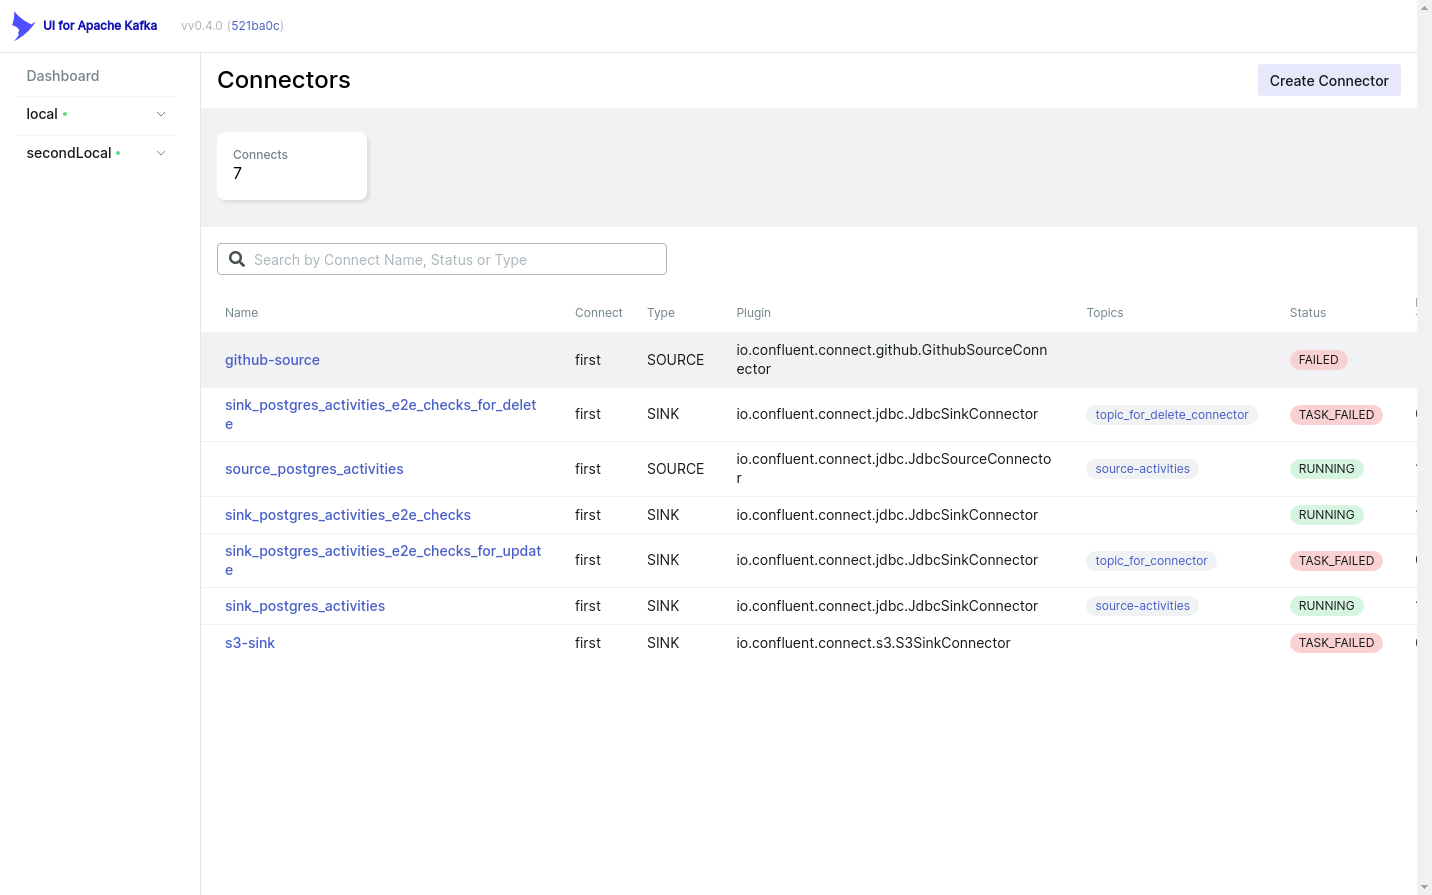 UI for Apache Kafka vv0.4.0 (521ba0c)
Dashboard
local
secondLocal
Connectors
Create Connector
Connects
7
Search by Connect Name, Status or Type
Name Connect Type Plugin Topics Status
github-source first SOURCE io.confluent.connect.github.GithubSourceConn
ector FAILED
sink_postgres_activities_e2e_checks_for_delet
e first SINK io.confluent.connect.jdbc.JdbcSinkConnector topic_for_delete_connector TASK_FAILED
source_postgres_activities first SOURCE io.confluent.connect.jdbc.JdbcSourceConnecto
r source-activities RUNNING
sink_postgres_activities_e2e_checks first SINK io.confluent.connect.jdbc.JdbcSinkConnector RUNNING
sink_postgres_activities_e2e_checks_for_updat
e first SINK io.confluent.connect.jdbc.JdbcSinkConnector topic_for_connector TASK_FAILED
sink_postgres_activities first SINK io.confluent.connect.jdbc.JdbcSinkConnector source-activities RUNNING
s3-sink first SINK io.confluent.connect.s3.S3SinkConnector TASK_FAILED